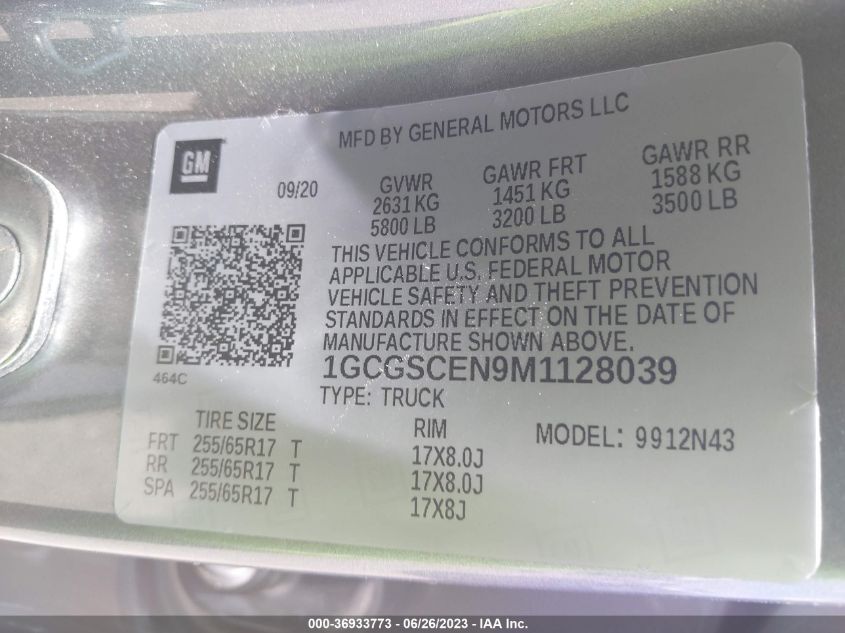 MFD BY GENERAL MOTORS LLC
GM
09/20
GVWR GAWR FRT GAWR RR
2631 KG 1451 KG 1588 KG
5800 LB 3200 LB 3500 LB
THIS VEHICLE CONFORMS TO ALL
APPLICABLE U.S. FEDERAL MOTOR
VEHICLE SAFETY AND THEFT PREVENTION
STANDARDS IN EFFECT ON THE DATE OF
MANUFACTURE SHOWN ABOVE.
464C
1GCGSCEN9M1128039
TYPE: TRUCK
TIRE SIZE RIM MODEL: 9912N43
FRT 255/65R17 T 17X8.0J
RR 255/65R17 T 17X8.0J
SPA 255/65R17 T 17X8J
000-36933773 - 06/26/2023 - IAA Inc.